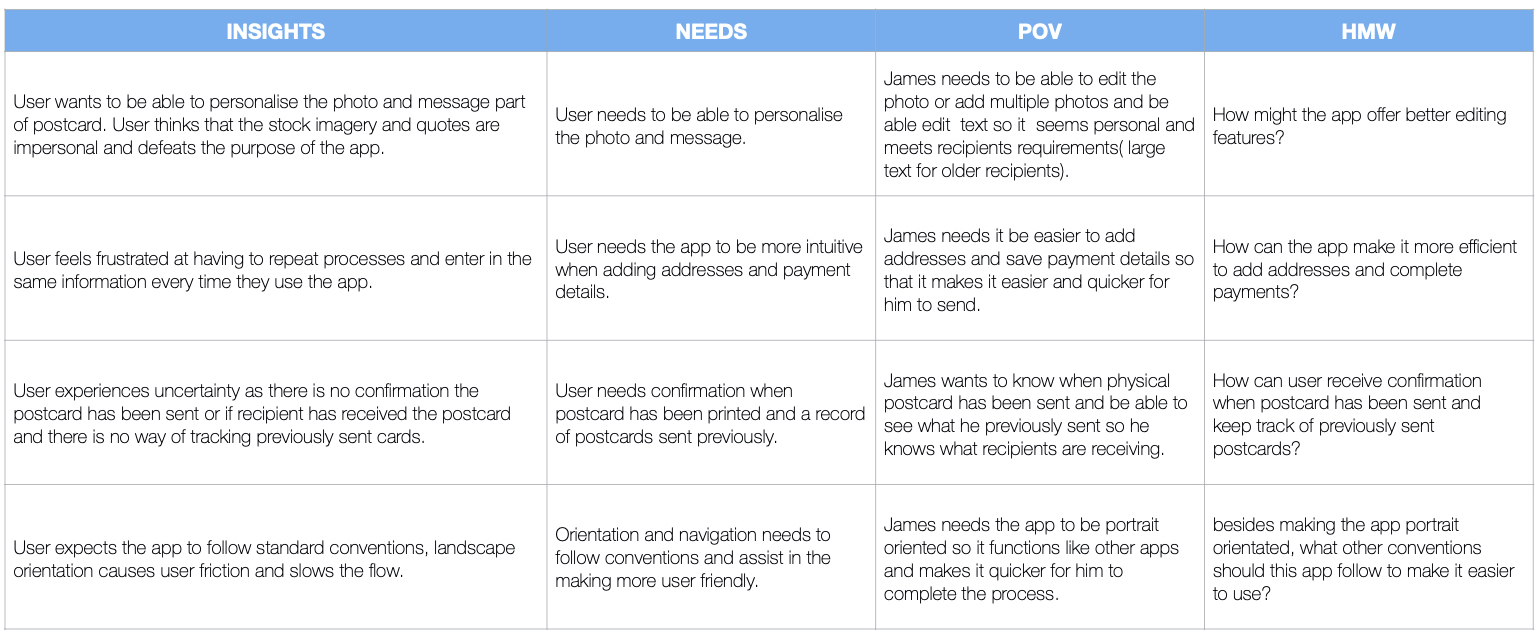 INSIGHTS
NEEDS
POV
HMW
User wants to be able to personalise the photo and message part
of postcard. User thinks that the stock imagery and quotes are
impersonal and defeats the purpose of the app.
User needs to be able to personalise
the photo and message.
James needs to be able to edit the
photo or add multiple photos and be
able edit  text so it  seems personal and
meets recipients requirements( large
text for older recipients).
How might the app offer better editing
features?
User feels frustrated at having to repeat processes and enter in the
same information every time they use the app.
User needs the app to be more intuitive
when adding addresses and payment
details.
James needs it be easier to add
addresses and save payment details so
that it makes it easier and quicker for
him to send.
How can the app make it more efficient
to add addresses and complete
payments?
User experiences uncertainty as there is no confirmation the
postcard has been sent or if recipient has received the postcard
and there is no way of tracking previously sent cards.
User needs confirmation when
postcard has been printed and a record
of postcards sent previously.
James wants to know when physical
postcard has been sent and be able to
see what he previously sent so he
knows what recipients are receiving.
How can user receive confirmation
when postcard has been sent and
keep track of previously sent
postcards?
User expects the app to follow standard conventions, landscape
orientation causes user friction and slows the flow.
Orientation and navigation needs to
follow conventions and assist in the
making more user friendly.
James needs the app to be portrait
oriented so it functions like other apps
and makes it quicker for him to
complete the process.
besides making the app portrait
orientated, what other conventions
should this app follow to make it easier
to use?